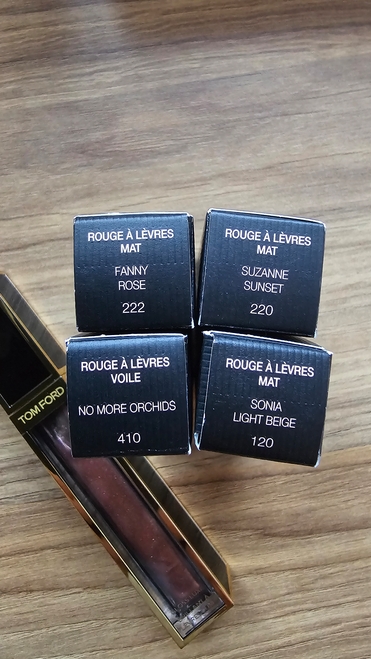 ROUGE À LÈVRES
MAT
FANNY
ROSE
222
ROUGE À LÈVRES
MAT
SUZANNE
SUNSET
220
ROUGE À LÈVRES
VOILE
NO MORE ORCHIDS
410
ROUGE À LÈVRES
MAT
SONIA
LIGHT BEIGE
120
TOM FORD